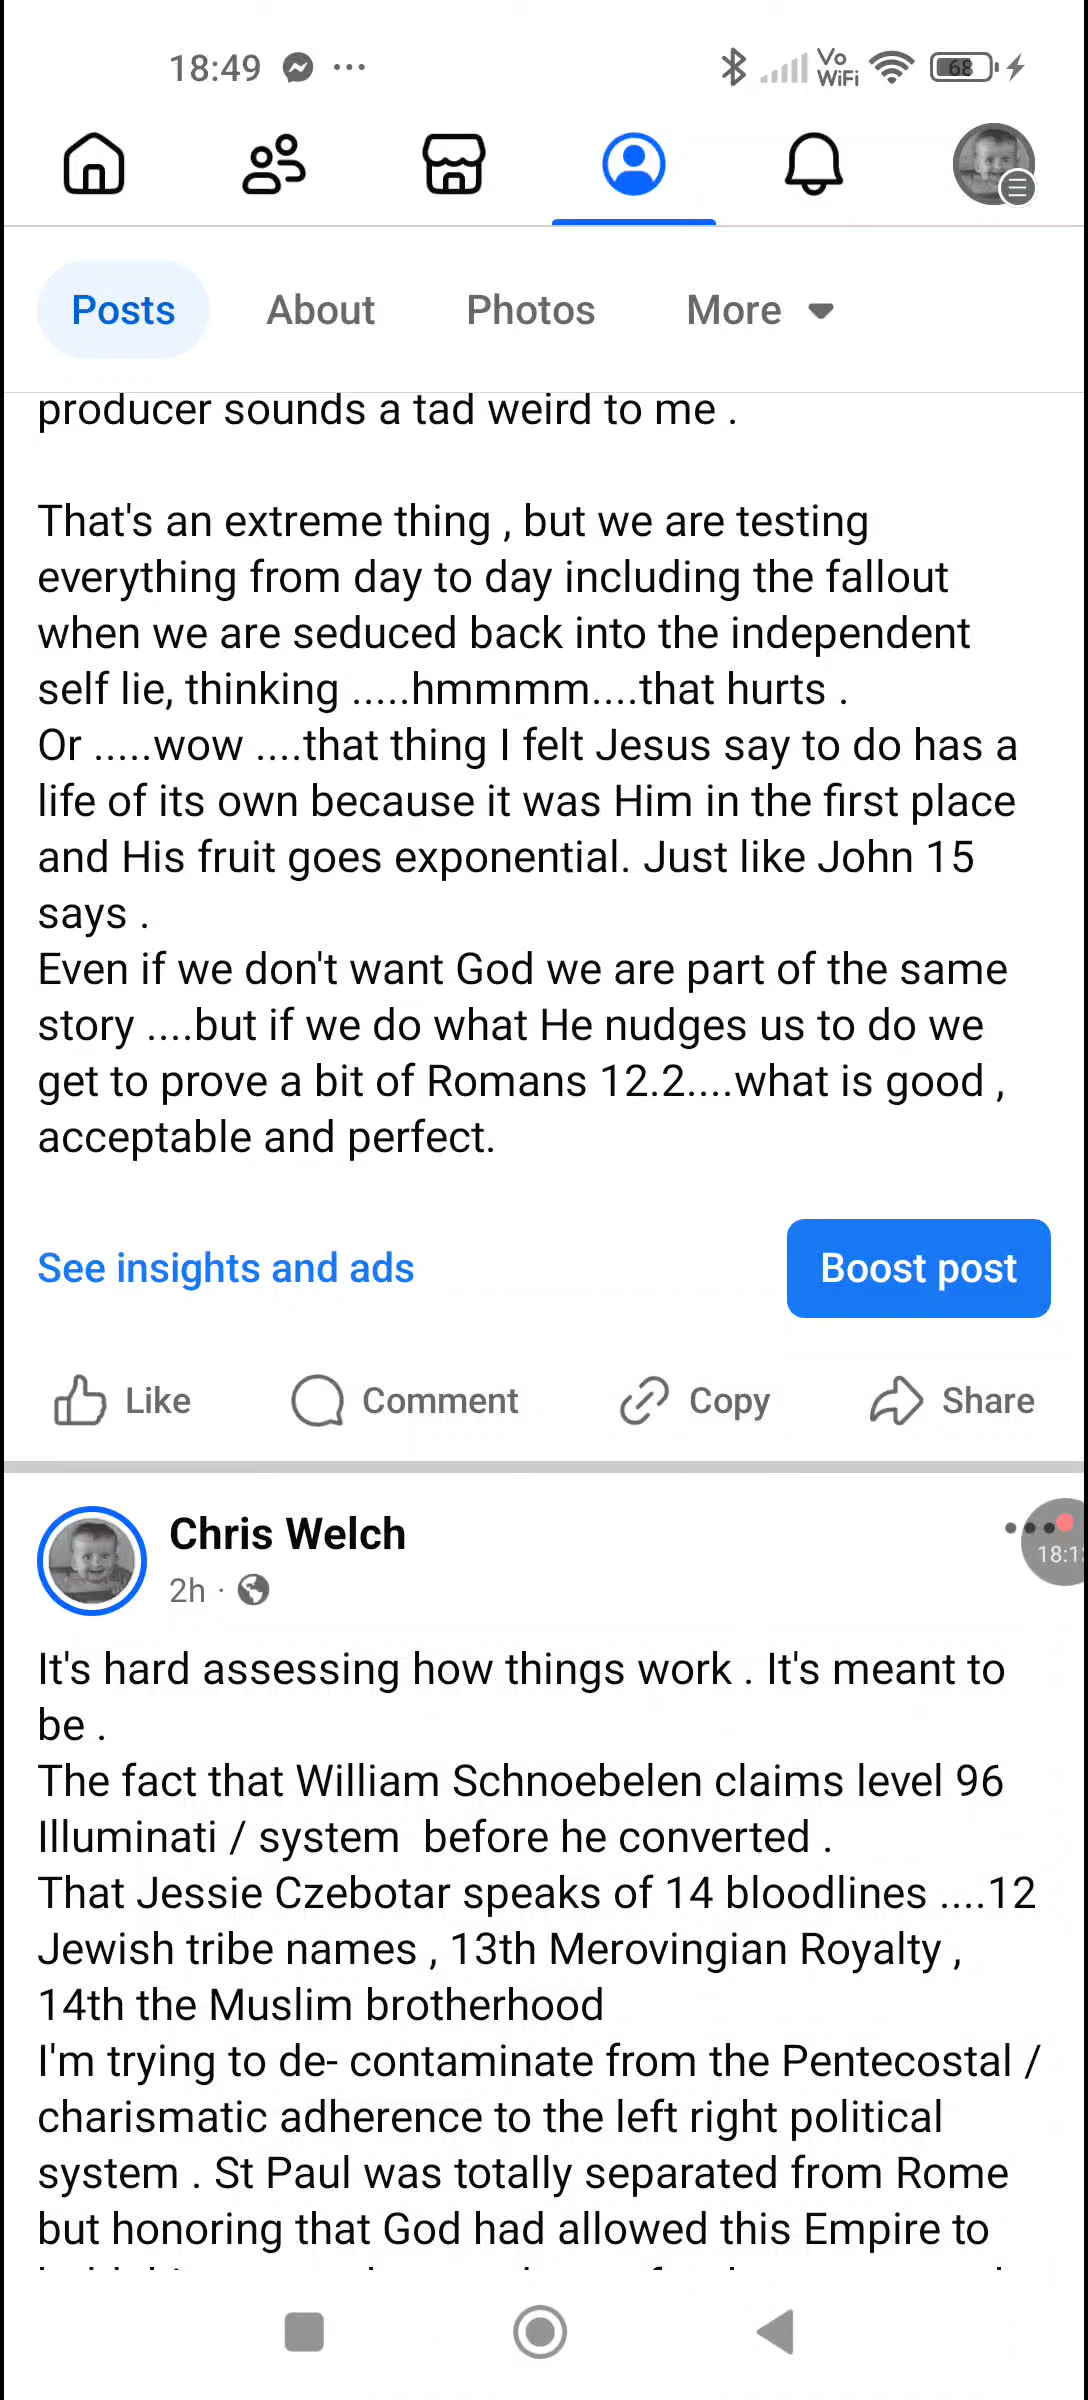 18:49
Vo
WiFi
68
Posts
About
Photos
More
producer sounds a tad weird to me .
That's an extreme thing , but we are testing
everything from day to day including the fallout
when we are seduced back into the independent
self lie, thinking .....hmmmm....that hurts .
Or .....wow ....that thing I felt Jesus say to do has a
life of its own because it was Him in the first place
and His fruit goes exponential. Just like John 15
says .
Even if we don't want God we are part of the same
story ....but if we do what He nudges us to do we
get to prove a bit of Romans 12.2....what is good ,
acceptable and perfect.
See insights and ads
Boost post
Like
Comment
Copy
Share
Chris Welch
2h ·
18:1
It's hard assessing how things work . It's meant to
be .
The fact that William Schnoebelen claims level 96
Illuminati / system  before he converted .
That Jessie Czebotar speaks of 14 bloodlines ....12
Jewish tribe names , 13th Merovingian Royalty ,
14th the Muslim brotherhood
I'm trying to de- contaminate from the Pentecostal /
charismatic adherence to the left right political
system . St Paul was totally separated from Rome
but honoring that God had allowed this Empire to